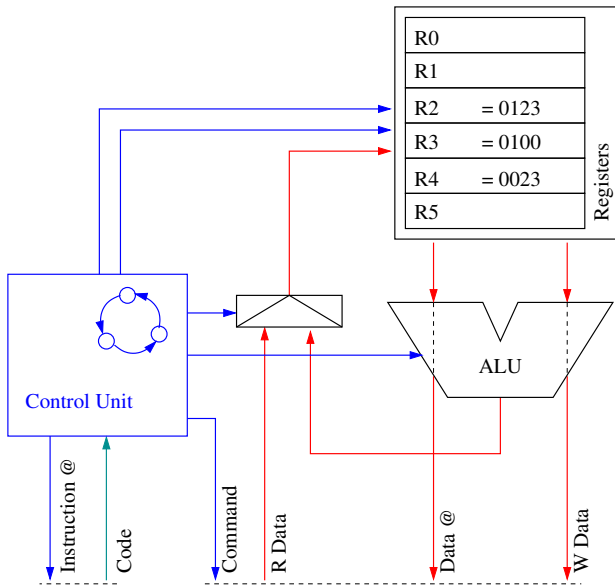 R0
R1
R2 = 0123
R3 = 0100
R4 = 0023
R5
Registers
ALU
Control Unit
Instruction @
Code
Command
R Data
Data @
W Data